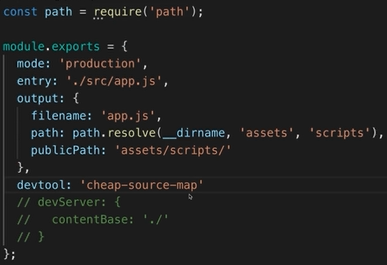 const path = require('path');
module.exports = {
mode: 'production',
entry: './src/app.js',
output: {
filename: 'app.js',
path: path.resolve(__dirname, 'assets', 'scripts'),
publicPath: 'assets/scripts/'
},
devtool: 'cheap-source-map'
// devServer: {
//   contentBase: './'
// }
};